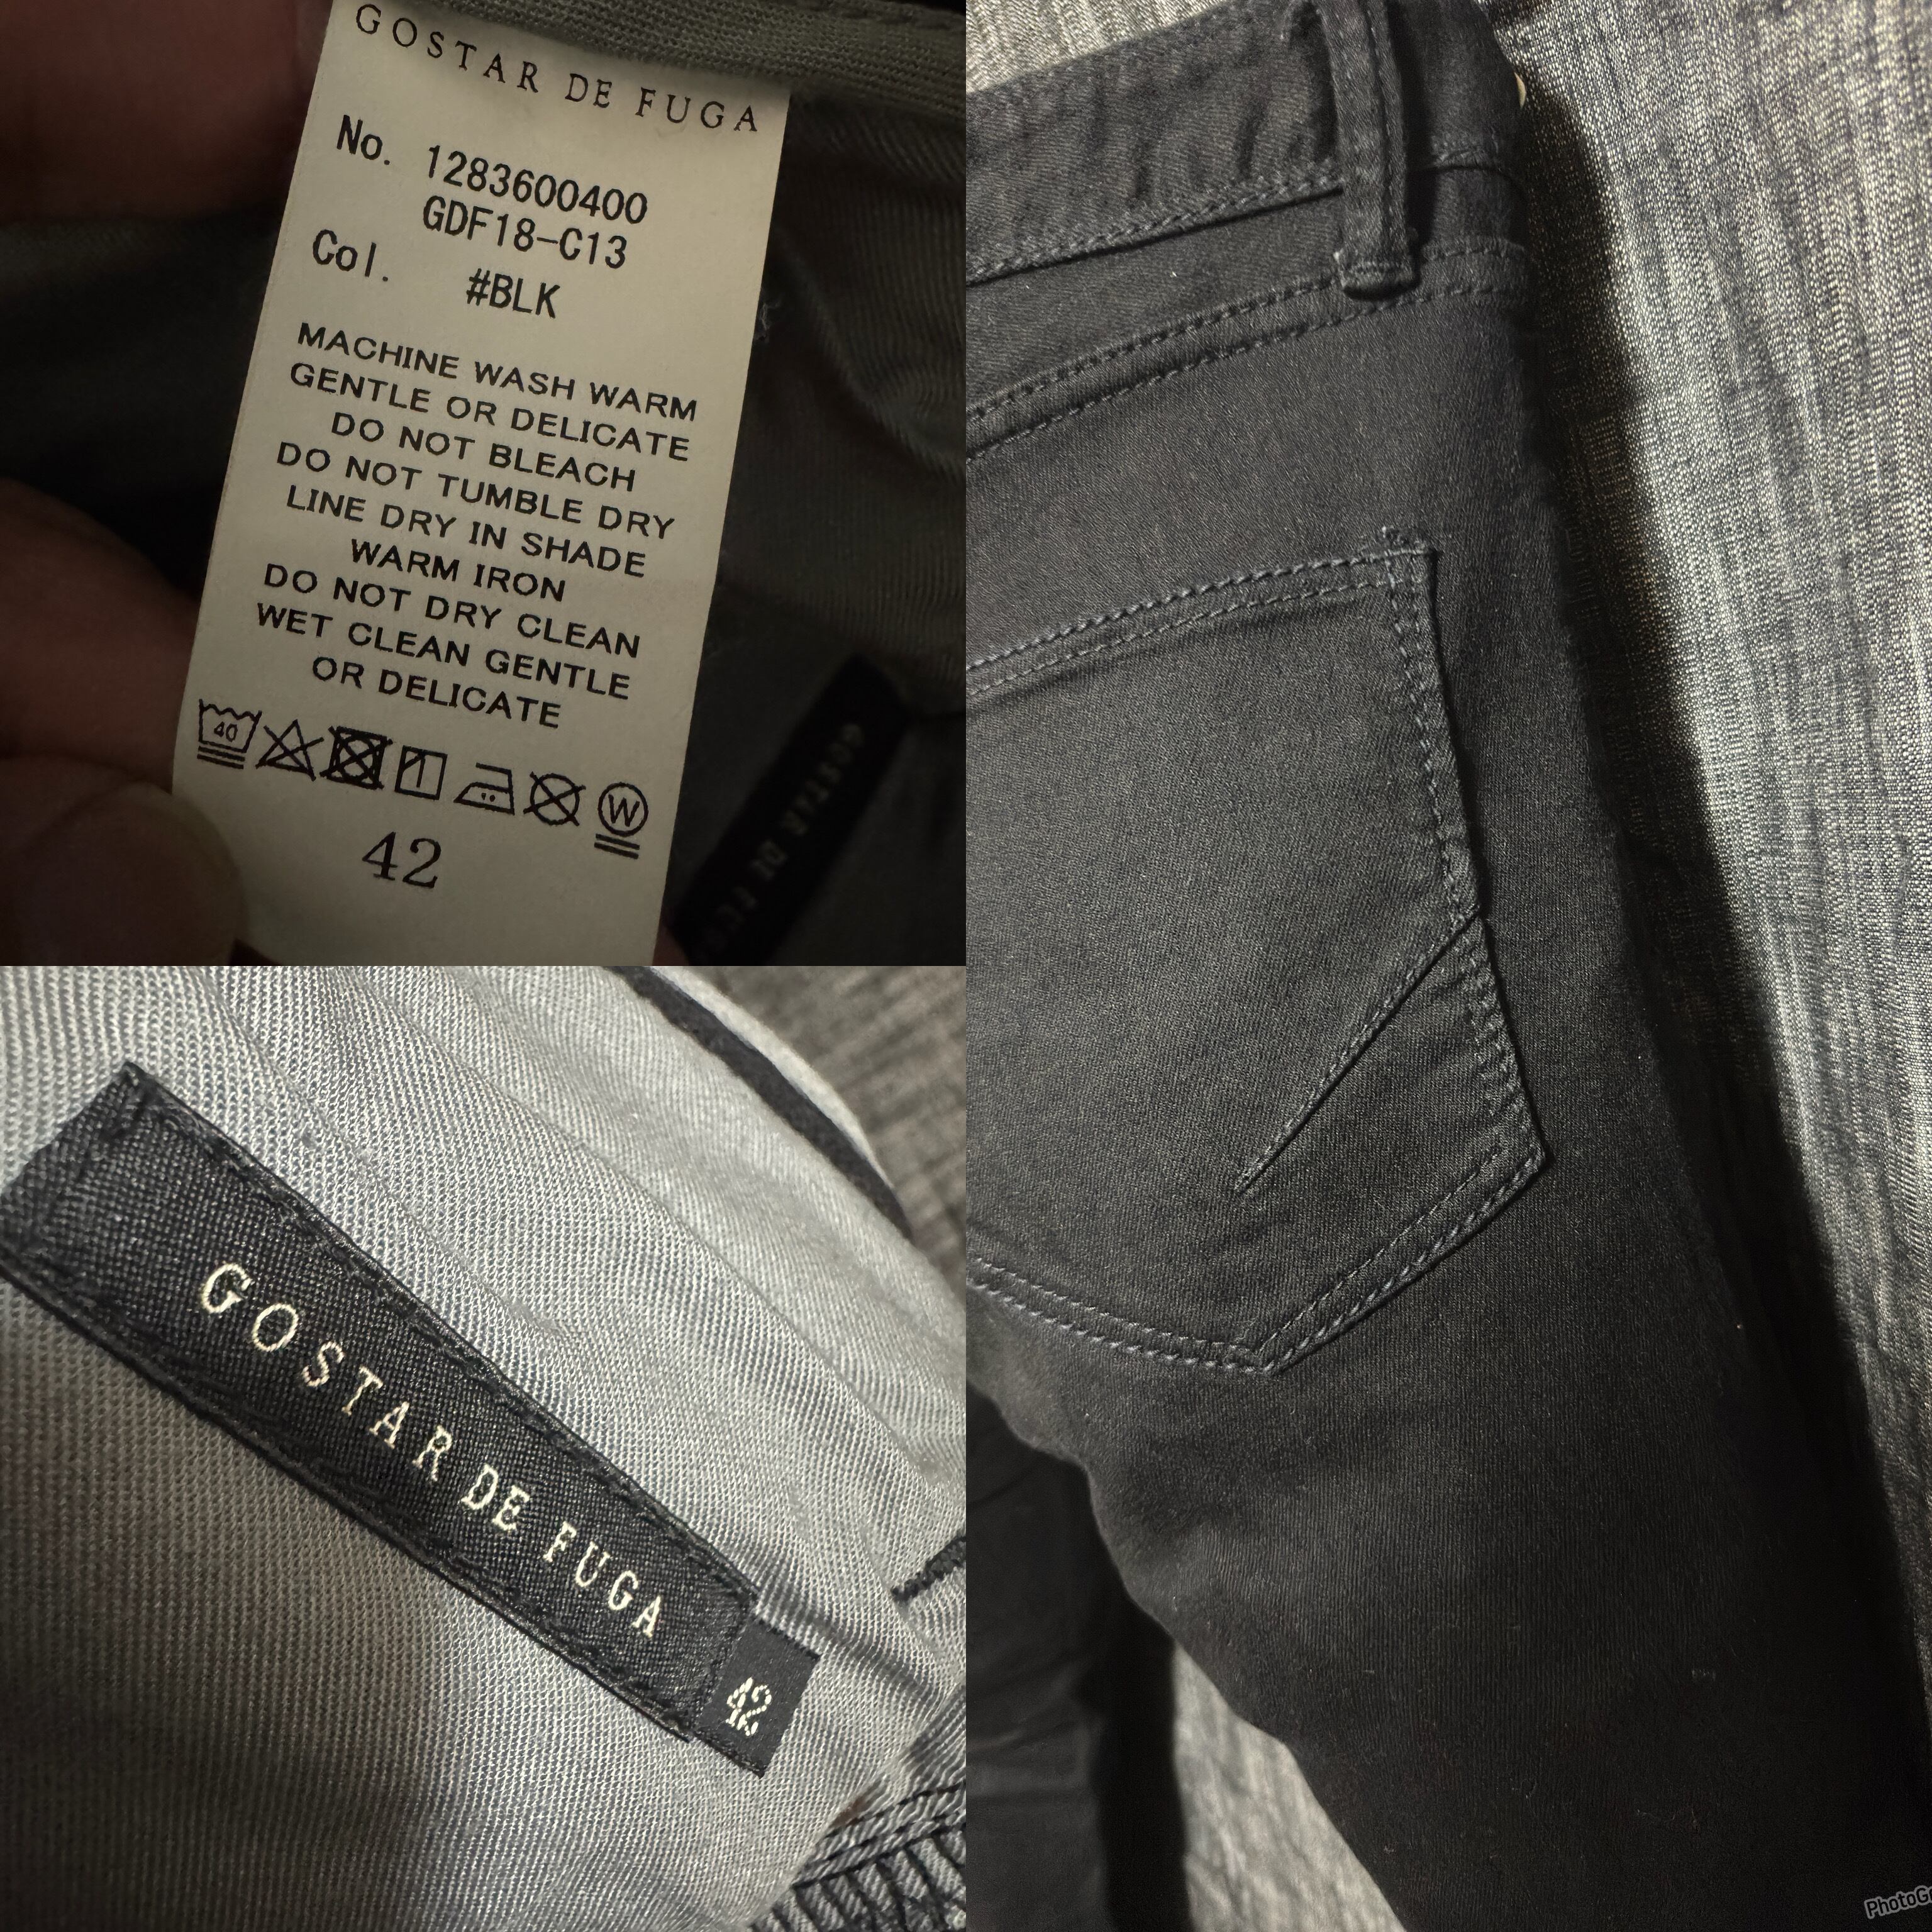 GOSTAR DE FUGA
No. 1283600400
GDF18-C13
Col. #BLK
MACHINE WASH WARM
GENTLE OR DELICATE
DO NOT BLEACH
DO NOT TUMBLE DRY
LINE DRY IN SHADE
WARM IRON
DO NOT DRY CLEAN
WET CLEAN GENTLE
OR DELICATE
40
W
42
GOSTAR DE FUGA
42